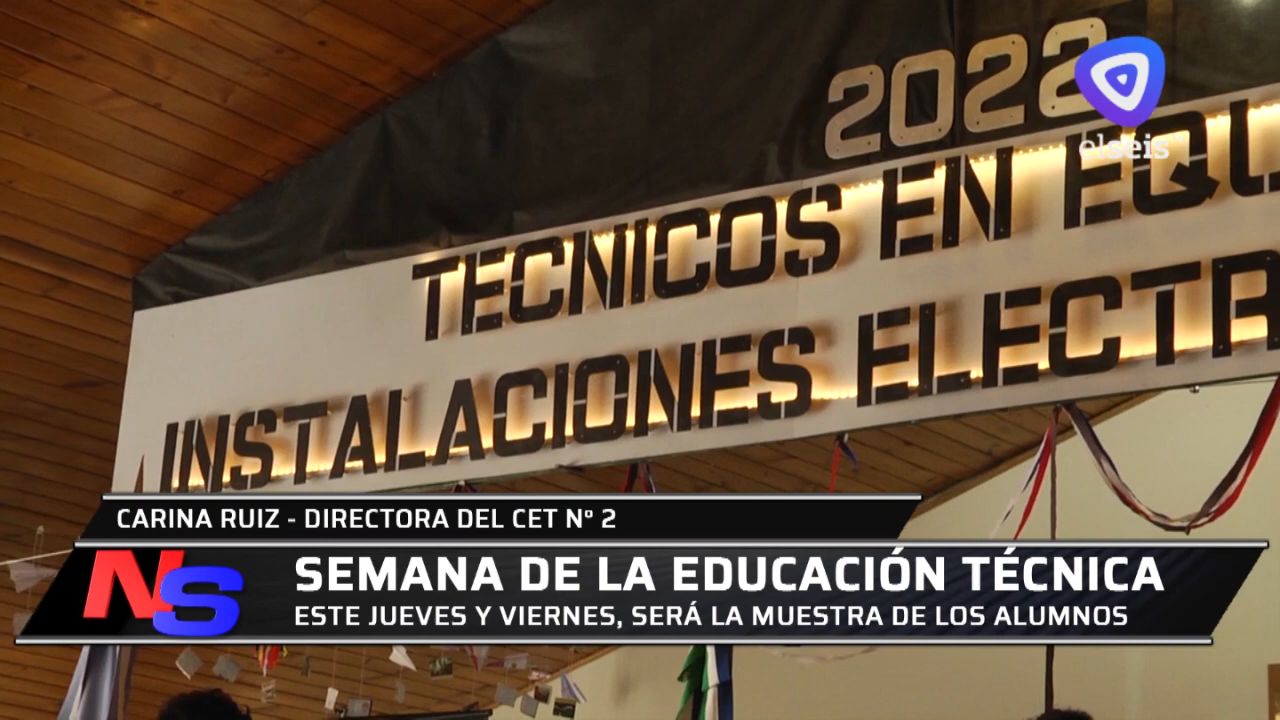 2022
elseis
TECNICOS EN EQU
INSTALACIONES ELECTR
CARINA RUIZ - DIRECTORA DEL CET Nº 2
NS
SEMANA DE LA EDUCACIÓN TÉCNICA
ESTE JUEVES Y VIERNES, SERÁ LA MUESTRA DE LOS ALUMNOS